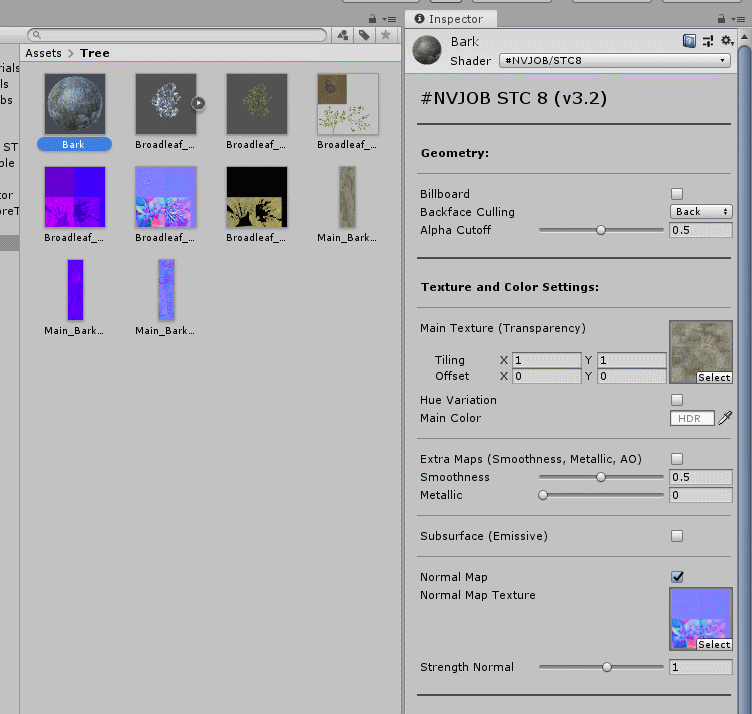 Assets > Tree
rials
ls
bs
ST
ble
tor
oreT
Bark
Broadleaf_...
Broadleaf_...
Broadleaf_...
Broadleaf_...
Broadleaf_...
Broadleaf_...
Main_Bark...
Main_Bark...
Main_Bark...
Inspector
Bark
Shader #NVJOB/STC8
#NVJOB STC 8 (v3.2)
Geometry:
Billboard
Backface Culling Back
Alpha Cutoff 0.5
Texture and Color Settings:
Main Texture (Transparency)
Tiling X 1 Y 1
Select
Offset X 0 Y 0
Hue Variation
Main Color HDR
Extra Maps (Smoothness, Metallic, AO)
Smoothness 0.5
Metallic 0
Subsurface (Emissive)
Normal Map
Normal Map Texture
Select
Strength Normal 1